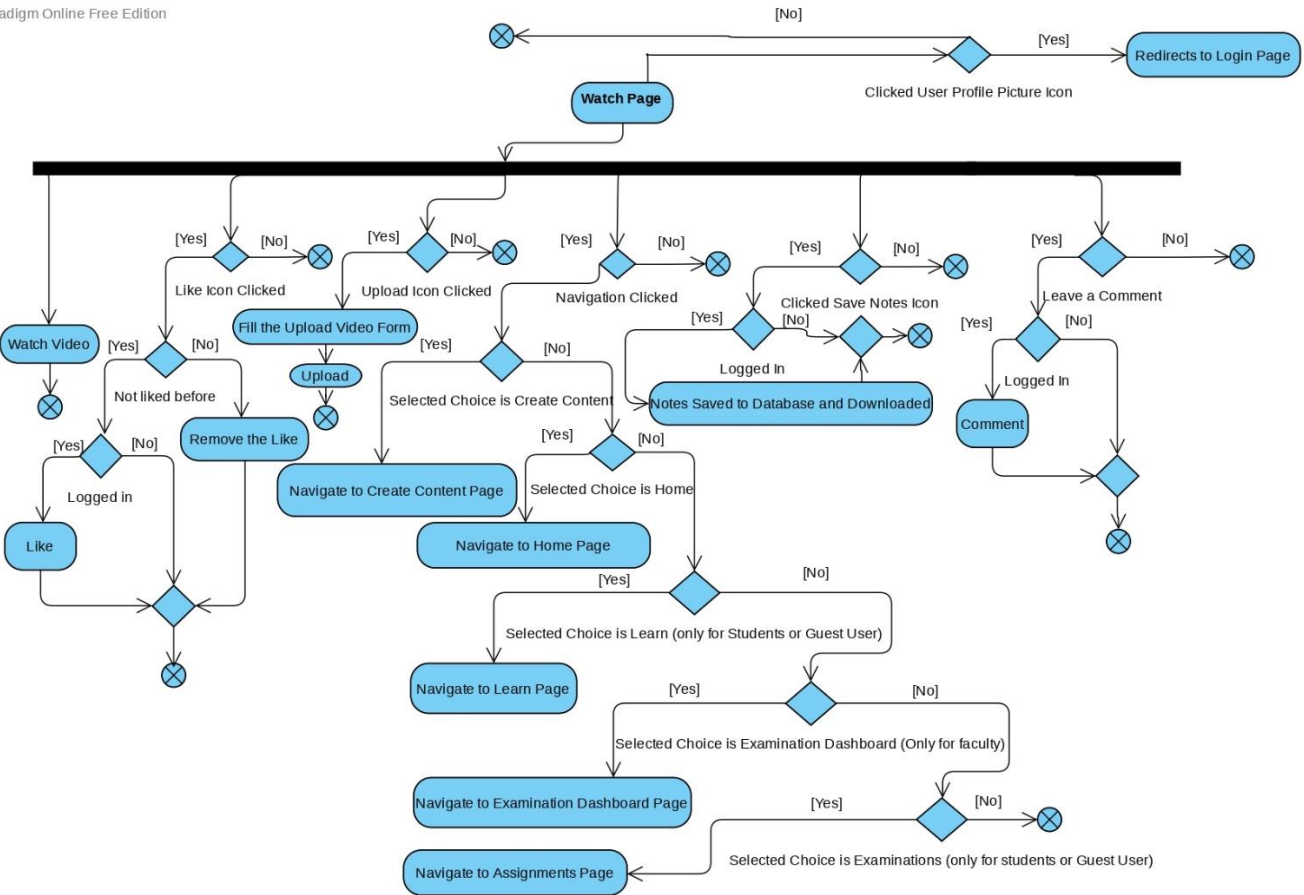 adigm Online Free Edition
[No]
[Yes]
Redirects to Login Page
Clicked User Profile Picture Icon
Watch Page
[Yes]
[No]
Like Icon Clicked
[Yes]
[No]
Upload Icon Clicked
[Yes]
[No]
Navigation Clicked
[Yes]
[No]
Clicked Save Notes Icon
[Yes]
[No]
Leave a Comment
Watch Video
[Yes]
[No]
Not liked before
Fill the Upload Video Form
Upload
[Yes]
[No]
Selected Choice is Create Content
[Yes]
[No]
Logged In
Notes Saved to Database and Downloaded
[Yes]
[No]
Logged In
Comment
[Yes]
[No]
Logged in
Remove the Like
Like
Navigate to Create Content Page
[Yes]
[No]
Selected Choice is Home
Navigate to Home Page
[Yes]
[No]
Selected Choice is Learn (only for Students or Guest User)
Navigate to Learn Page
[Yes]
[No]
Selected Choice is Examination Dashboard (Only for faculty)
Navigate to Examination Dashboard Page
[Yes]
[No]
Selected Choice is Examinations (only for students or Guest User)
Navigate to Assignments Page